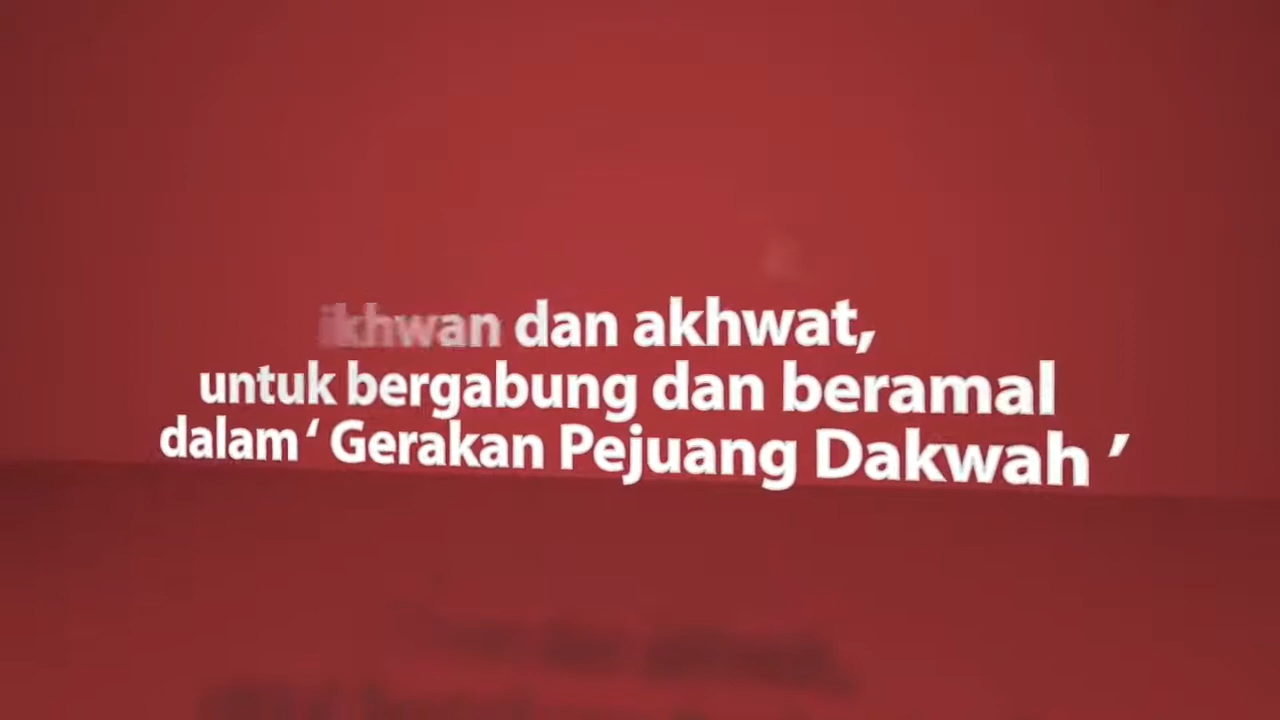 ikhwan dan akhwat,
untuk bergabung dan beramal
dalam ‘ Gerakan Pejuang Dakwah ’